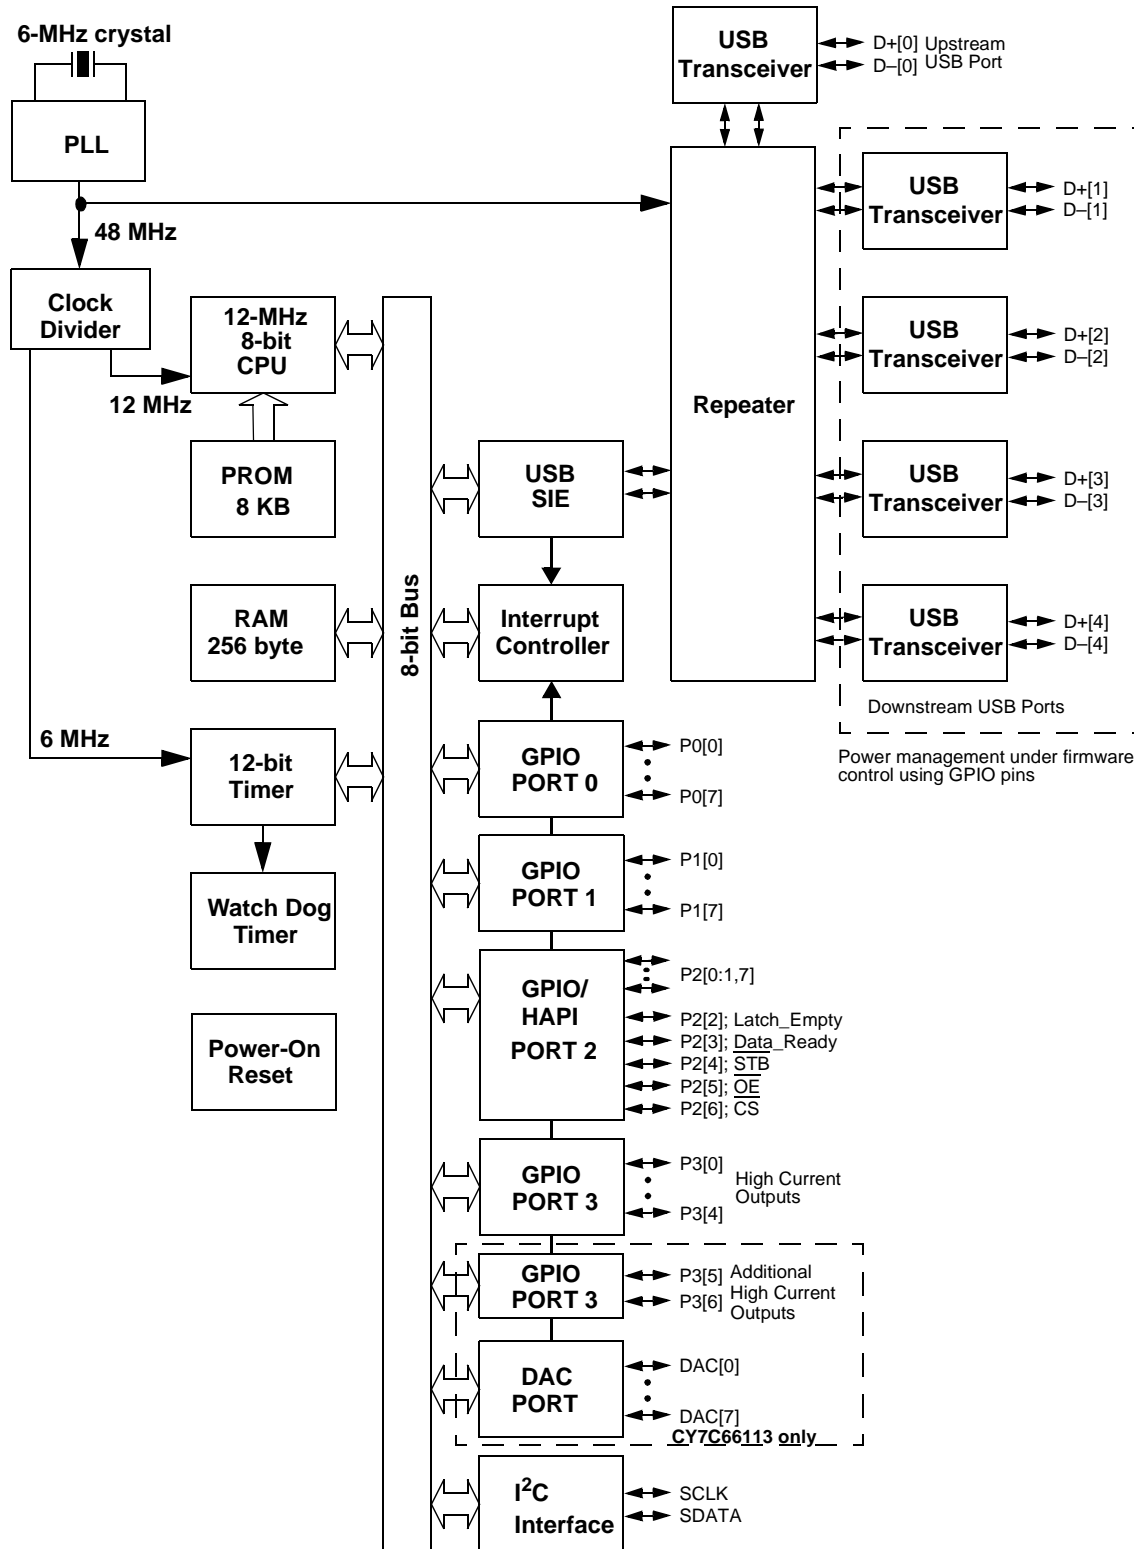 6-MHz crystal
USB
Transceiver
D+[0] Upstream
D–[0] USB Port
PLL
USB
Transceiver
D+[1]
D–[1]
48 MHz
Clock
Divider
12-MHz
8-bit
CPU
12 MHz
USB
Transceiver
D+[2]
D–[2]
Repeater
PROM
8 KB
USB
SIE
USB
Transceiver
D+[3]
D–[3]
8-bit Bus
RAM
256 byte
Interrupt
Controller
USB
Transceiver
D+[4]
D–[4]
Downstream USB Ports
Power management under firmware
control using GPIO pins
6 MHz
12-bit
Timer
GPIO
PORT 0
P0[0]
P0[7]
Watch Dog
Timer
GPIO
PORT 1
P1[0]
P1[7]
GPIO/
HAPI
PORT 2
P2[0:1,7]
P2[2]; Latch_Empty
P2[3]; Data_Ready
P2[4]; STB
P2[5]; OE
P2[6]; CS
Power-On
Reset
GPIO
PORT 3
P3[0]
P3[4]
High Current
Outputs
GPIO
PORT 3
P3[5] Additional
P3[6] High Current
Outputs
DAC
PORT
DAC[0]
DAC[7]
CY7C66113 only
I2C
Interface
SCLK
SDATA